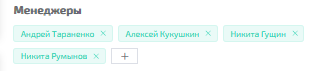 Менеджеры
Андрей Тараненко × Алексей Кукушкин × Никита Гущин ×
Никита Румынов × +